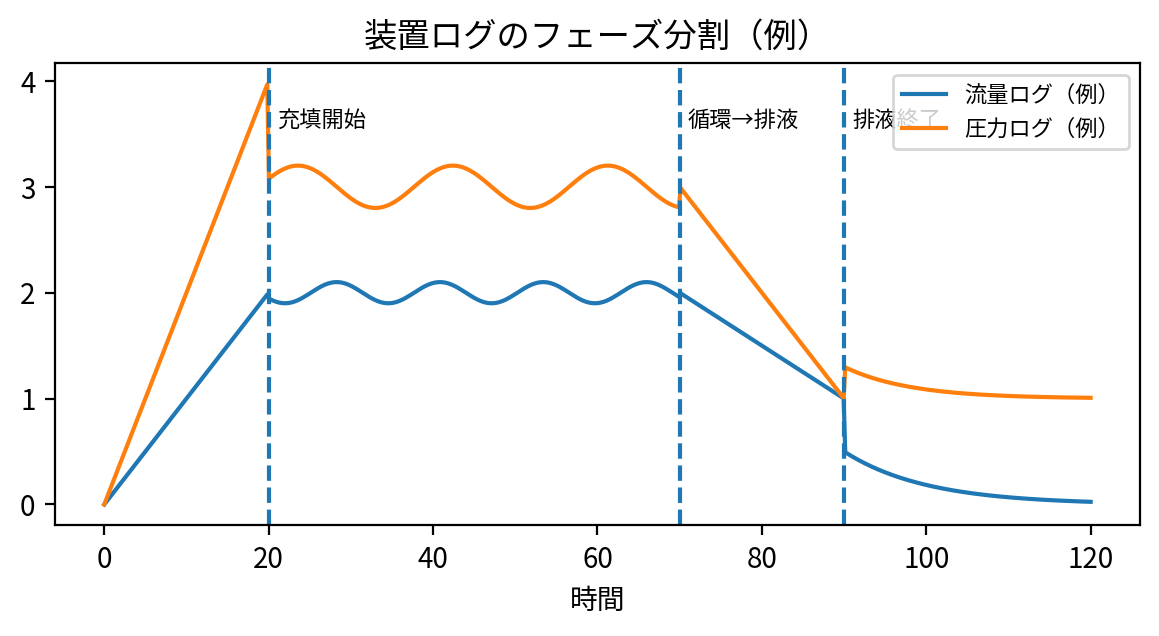 装置ログのフェーズ分割（例）
4
3
2
1
0
充填開始
循環→排液
排液終了
流量ログ（例）
圧力ログ（例）
0 20 40 60 80 100 120
時間